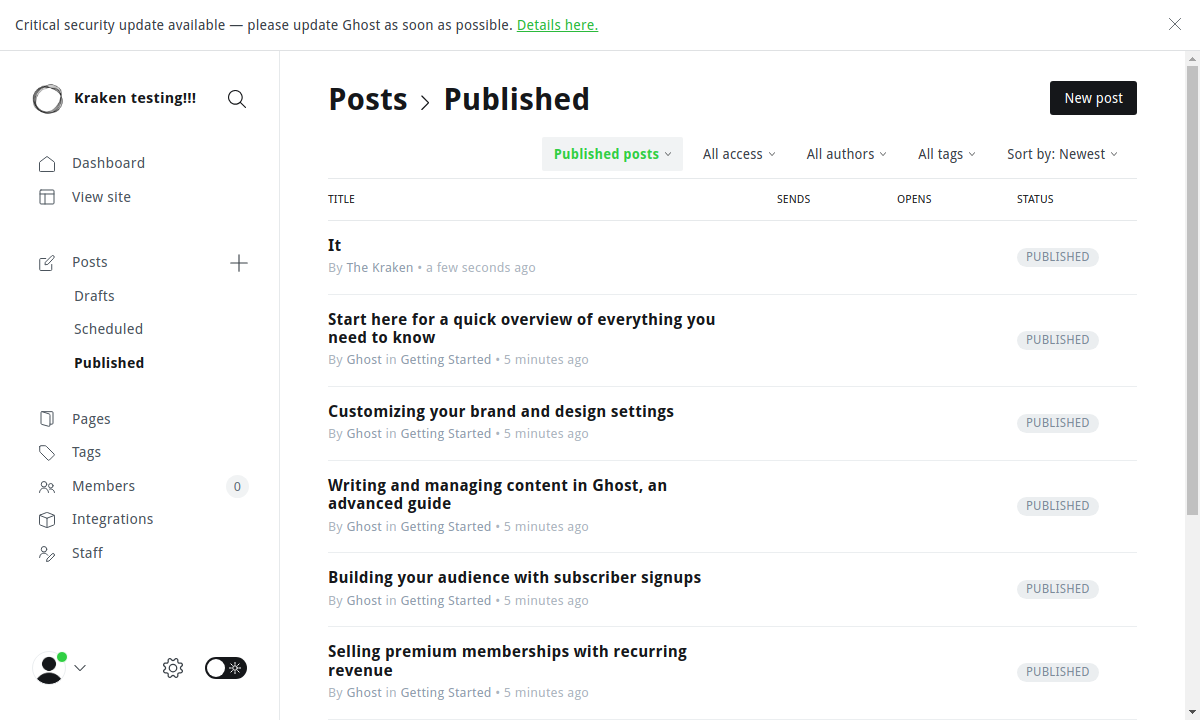 Critical security update available — please update Ghost as soon as possible. Details here.
Kraken testing!!!
Dashboard
View site
Posts
Drafts
Scheduled
Published
Pages
Tags
Members 0
Integrations
Staff
Posts > Published
New post
Published posts All access All authors All tags Sort by: Newest
TITLE SENDS OPENS STATUS
It
By The Kraken • a few seconds ago
PUBLISHED
Start here for a quick overview of everything you
need to know
By Ghost in Getting Started • 5 minutes ago
PUBLISHED
Customizing your brand and design settings
By Ghost in Getting Started • 5 minutes ago
PUBLISHED
Writing and managing content in Ghost, an
advanced guide
By Ghost in Getting Started • 5 minutes ago
PUBLISHED
Building your audience with subscriber signups
By Ghost in Getting Started • 5 minutes ago
PUBLISHED
Selling premium memberships with recurring
revenue
By Ghost in Getting Started • 5 minutes ago
PUBLISHED